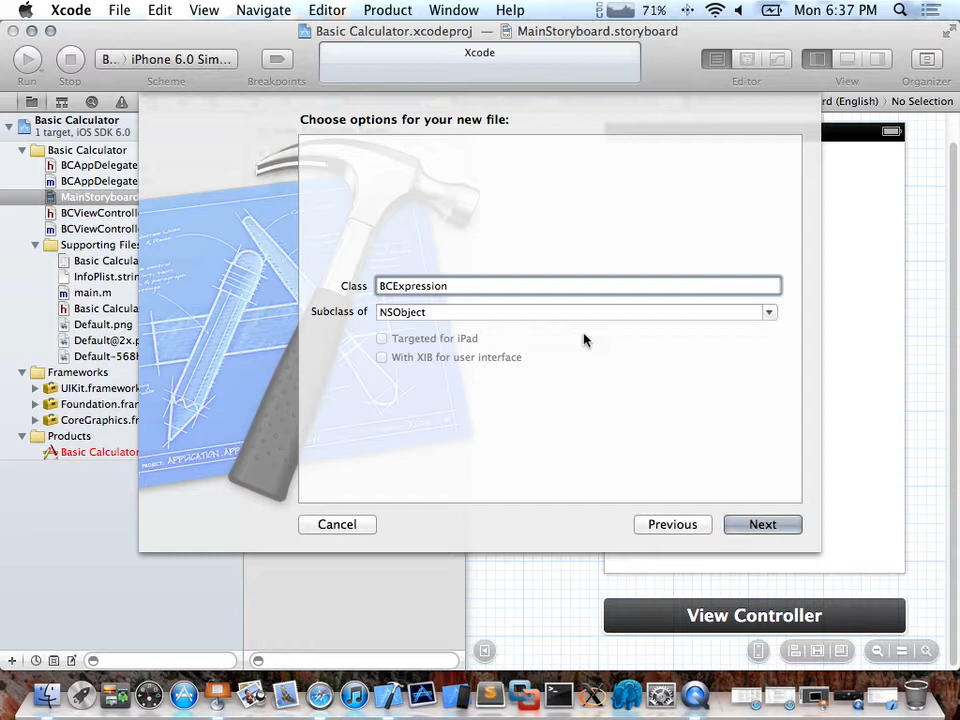 Xcode File Edit View Navigate Editor Product Window Help 71% Mon 6:37 PM
Basic Calculator.xcodeproj — MainStoryboard.storyboard
B... iPhone 6.0 Sim...
Xcode
Run Stop Scheme Breakpoints Editor View Organizer
rd (English) No Selection
Basic Calculator
1 target, iOS SDK 6.0
Basic Calculator
BCAppDelegate
BCAppDelegate
MainStoryboard
BCViewControll
BCViewControll
Supporting Files
Basic Calcula
InfoPlist.strin
main.m
Basic Calcula
Default.png
Default@2x.p
Default-568h
Frameworks
UIKit.framework
Foundation.fran
CoreGraphics.fr
Products
Basic Calculator
Choose options for your new file:
Class BCExpression
Subclass of NSObject
Targeted for iPad
With XIB for user interface
PROJECT: APPLICATION.APP
Cancel Previous Next
View Controller